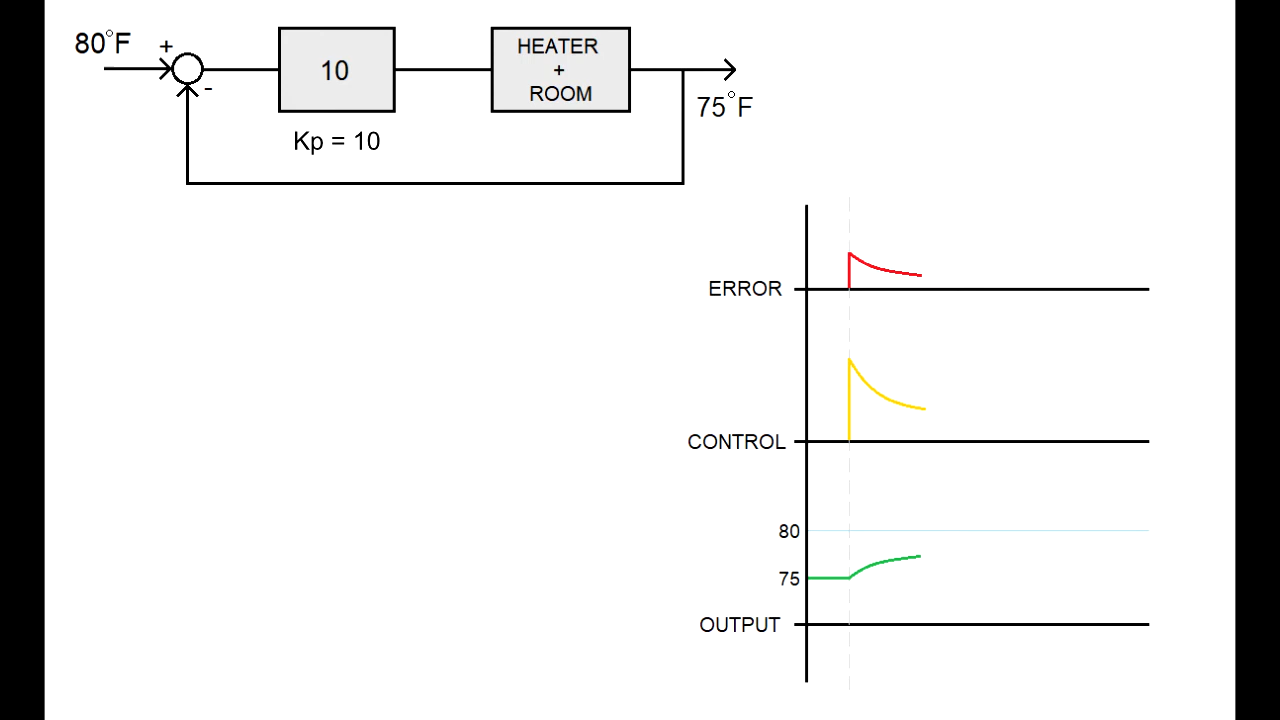 80°F
+
-
10
Kp = 10
HEATER
+
ROOM
75°F
ERROR
CONTROL
80
75
OUTPUT